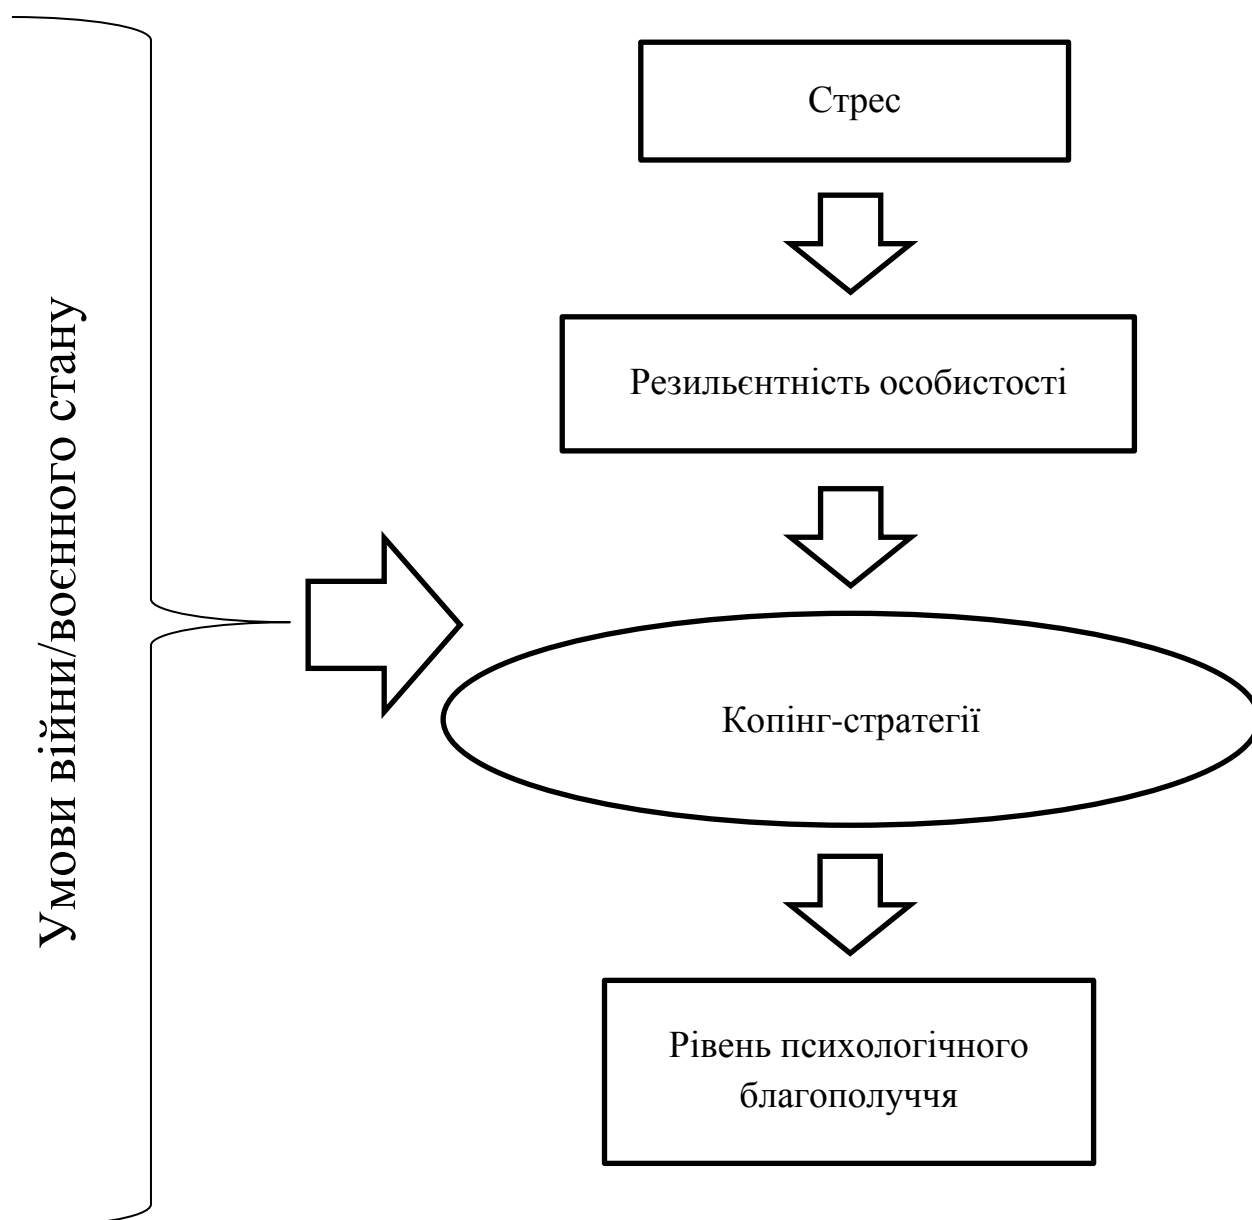 Умови війни/воєнного стану
Стрес
Резильєнтність особистості
Копінг-стратегії
Рівень психологічного
благополуччя